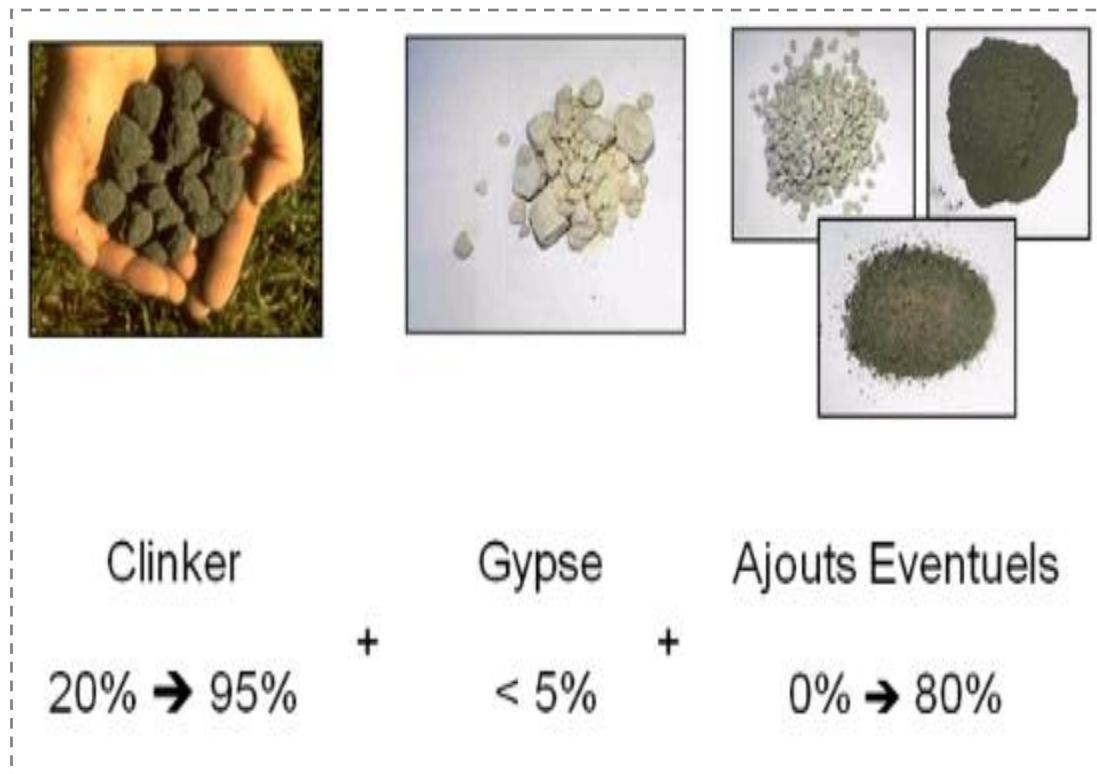 Clinker
Gypse
Ajouts Eventuels
+
+
20% ➔ 95%
< 5%
0% ➔ 80%